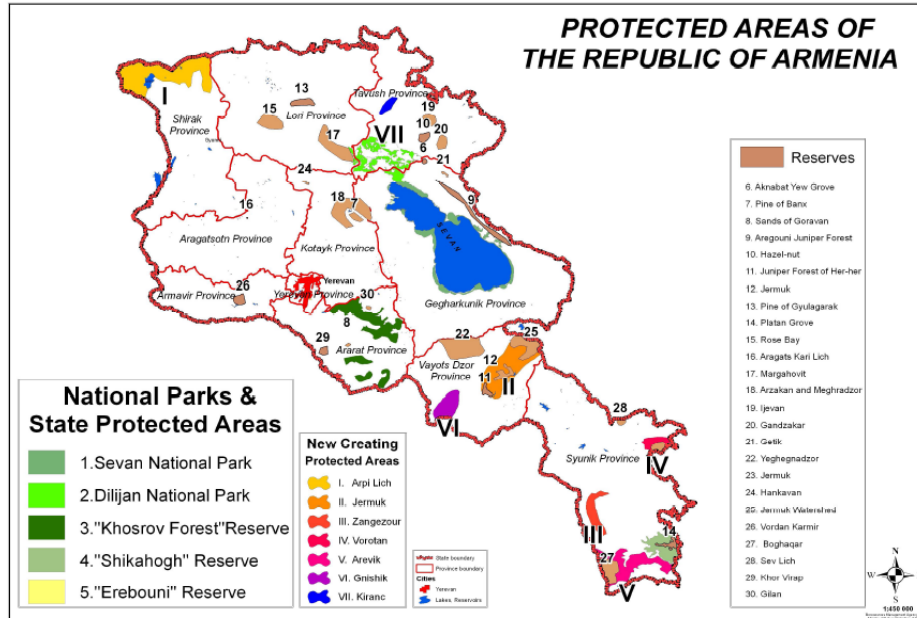 PROTECTED AREAS OF
THE REPUBLIC OF ARMENIA
I
Shirak
Province
13
15
Lori Province
17
Tavush Province
VII
19
10
20
6
21
24
16
18
7
9
SEVAN
Aragatsotn Province
Kotayk Province
Yerevan
Yerevan Province
Armavir Province
26
30
Gegharkunik Province
8
29
Ararat Province
22
25
12
Vayots Dzor
Province
11
II
VI
28
Syunik Province
IV
III
14
27
V
National Parks &
State Protected Areas
1.Sevan National Park
2.Dilijan National Park
3."Khosrov Forest"Reserve
4."Shikahogh" Reserve
5."Erebouni" Reserve
New Creating
Protected Areas
I. Arpi Lich
II. Jermuk
III. Zangezour
IV. Vorotan
V. Arevik
VI. Gnishik
VII. Kiranc
State boundary
Province boundary
Cities
Yerevan
Lakes, Reservoirs
Reserves
6. Aknabat Yew Grove
7. Pine of Banx
8. Sands of Goravan
9. Aregouni Juniper Forest
10. Hazel-nut
11. Juniper Forest of Her-her
12. Jermuk
13. Pine of Gyulagarak
14. Platan Grove
15. Rose Bay
16. Aragats Kari Lich
17. Margahovit
18. Arzakan and Meghradzor
19. Ijevan
20. Gandzakar
21. Getik
22. Yeghegnadzor
23. Jermuk
24. Hankavan
25. Jermuk Watershed
26. Vordan Karmir
27. Boghaqar
28. Sev Lich
29. Khor Virap
30. Gilan
N
W
E
S
1:450 000